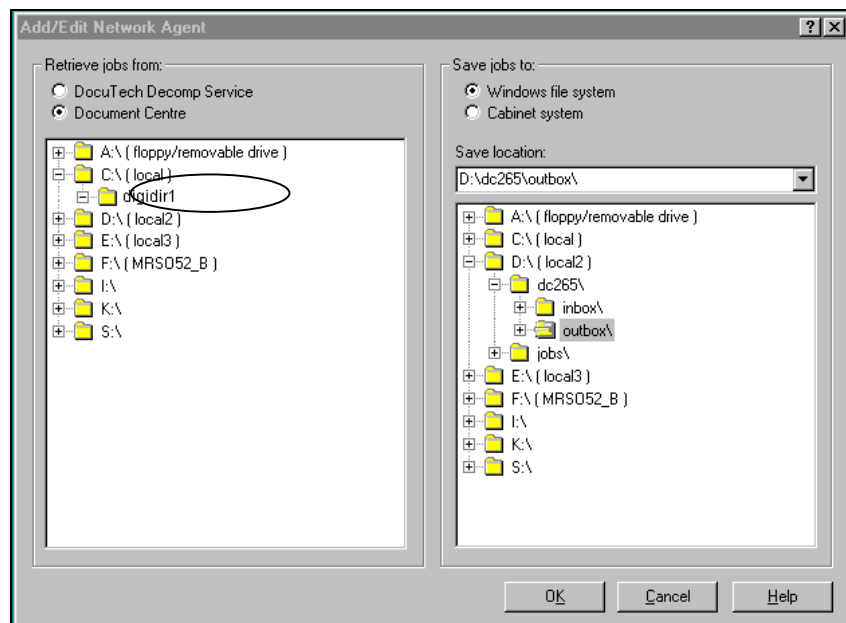 Add/Edit Network Agent
Retrieve jobs from:
DocuTech Decomp Service
Document Centre
A:\ ( floppy/removable drive )
C:\ ( local )
digidir1
D:\ ( local2 )
E:\ ( local3 )
F:\ ( MRSO52_B )
I:\
K:\
S:\
Save jobs to:
Windows file system
Cabinet system
Save location:
D:\dc265\outbox\
A:\ ( floppy/removable drive )
C:\ ( local )
D:\ ( local2 )
dc265\
inbox\
outbox\
jobs\
E:\ ( local3 )
F:\ ( MRSO52_B )
I:\
K:\
S:\
OK
Cancel
Help